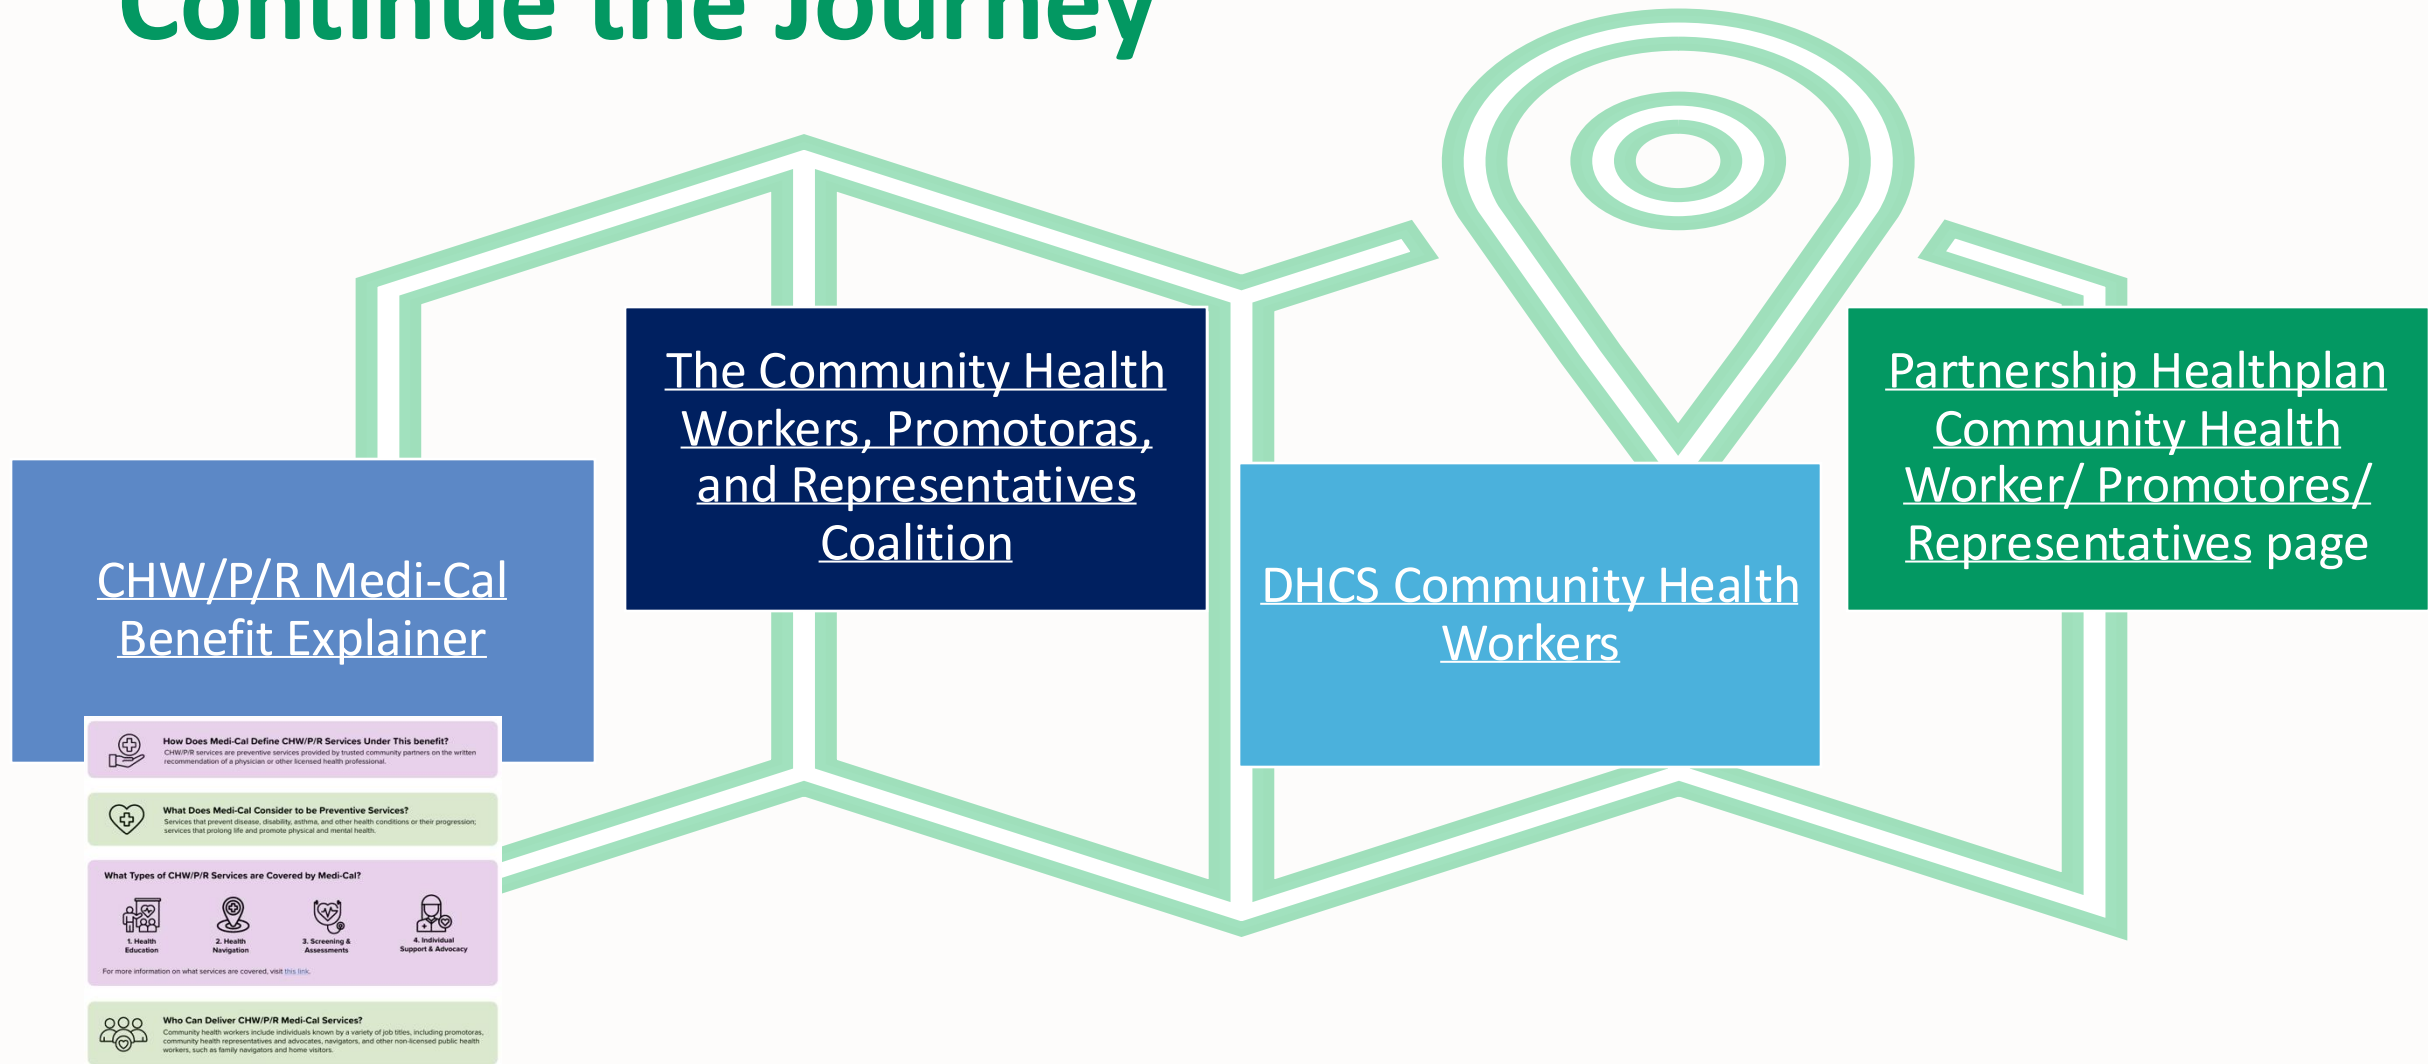 Continue the Journey
CHW/P/R Medi-Cal
Benefit Explainer
The Community Health
Workers, Promotoras,
and Representatives
Coalition
DHCS Community Health
Workers
Partnership Healthplan
Community Health
Worker/ Promotores/
Representatives page
How Does Medi-Cal Define CHW/P/R Services Under This benefit?
CHW/P/R services are preventive services provided by trusted community partners on the written
recommendation of a physician or other licensed health professional.
What Does Medi-Cal Consider to be Preventive Services?
Services that prevent disease, disability, asthma, and other health conditions or their progression;
services that prolong life and promote physical and mental health.
What Types of CHW/P/R Services are Covered by Medi-Cal?
1. Health
Education
2. Health
Navigation
3. Screening &
Assessments
4. Individual
Support & Advocacy
For more information on what services are covered, visit this link.
Who Can Deliver CHW/P/R Medi-Cal Services?
Community health workers include individuals known by a variety of job titles, including promotoras,
community health representatives and advocates, navigators, and other non-licensed public health
workers, such as family navigators and home visitors.